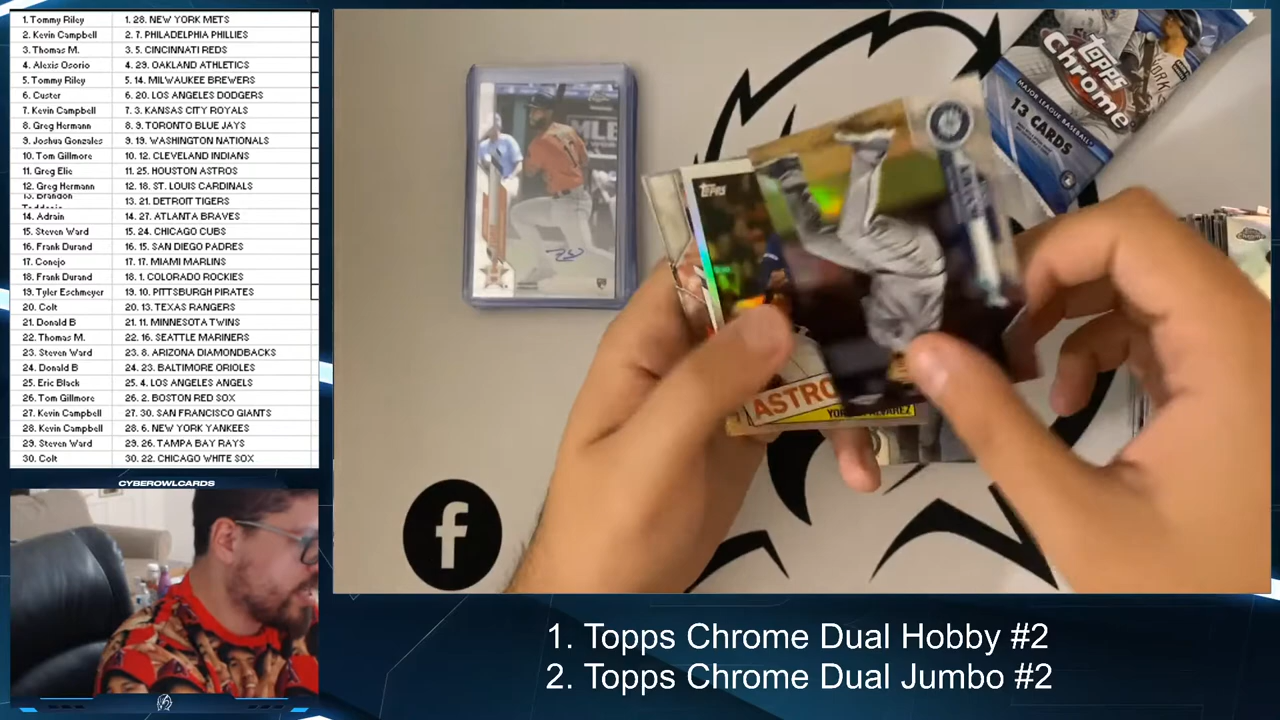 1. Tommy Riley 1. 28. NEW YORK METS
2. Kevin Campbell 2. 7. PHILADELPHIA PHILLIES
3. Thomas M. 3. 5. CINCINNATI REDS
4. Alexis Osorio 4. 29. OAKLAND ATHLETICS
5. Tommy Riley 5. 14. MILWAUKEE BREWERS
6. Custer 6. 20. LOS ANGELES DODGERS
7. Kevin Campbell 7. 3. KANSAS CITY ROYALS
8. Greg Hermann 8. 9. TORONTO BLUE JAYS
9. Joshua Gonzales 9. 19. WASHINGTON NATIONALS
10. Tom Gillmore 10. 12. CLEVELAND INDIANS
11. Greg Elie 11. 25. HOUSTON ASTROS
12. Greg Hermann 12. 18. ST. LOUIS CARDINALS
13. Brandon 13. 21. DETROIT TIGERS
14. Adrain 14. 27. ATLANTA BRAVES
15. Steven Ward 15. 24. CHICAGO CUBS
16. Frank Durand 16. 15. SAN DIEGO PADRES
17. Conejo 17. 17. MIAMI MARLINS
18. Frank Durand 18. 1. COLORADO ROCKIES
19. Tyler Eschmeyer 19. 10. PITTSBURGH PIRATES
20. Colt 20. 13. TEXAS RANGERS
21. Donald B 21. 11. MINNESOTA TWINS
22. Thomas M. 22. 16. SEATTLE MARINERS
23. Steven Ward 23. 8. ARIZONA DIAMONDBACKS
24. Donald B 24. 23. BALTIMORE ORIOLES
25. Eric Black 25. 4. LOS ANGELES ANGELS
26. Tom Gillmore 26. 2. BOSTON RED SOX
27. Kevin Campbell 27. 30. SAN FRANCISCO GIANTS
28. Kevin Campbell 28. 6. NEW YORK YANKEES
29. Steven Ward 29. 26. TAMPA BAY RAYS
30. Colt 30. 22. CHICAGO WHITE SOX
CYBEROWLCARDS
TOPPS
Chrome
MAJOR LEAGUE BASEBALL
13 CARDS
TOPPS
ASTRO
f
1. Topps Chrome Dual Hobby #2
2. Topps Chrome Dual Jumbo #2